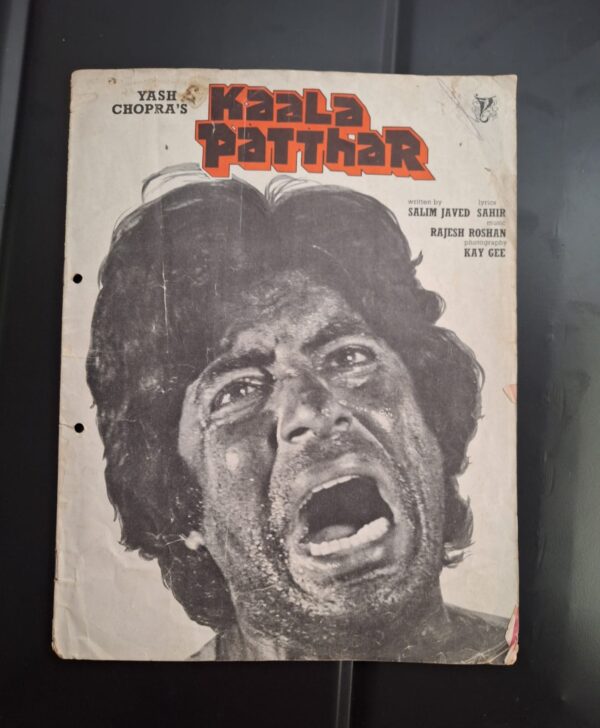 YASH
CHOPRA'S
KAALA
PATTHAR
written by lyrics
SALIM JAVED SAHIR
music
RAJESH ROSHAN
photography
KAY GEE